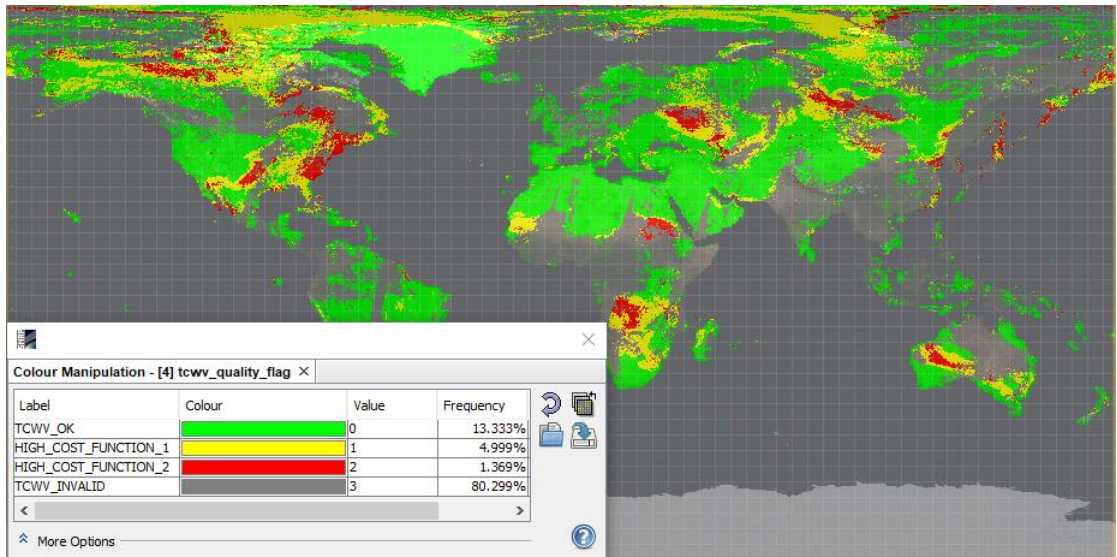 Colour Manipulation - [4] tcwv_quality_flag ×
Label Colour Value Frequency
TCWV_OK 0 13.333%
HIGH_COST_FUNCTION_1 1 4.999%
HIGH_COST_FUNCTION_2 2 1.369%
TCWV_INVALID 3 80.299%
More Options